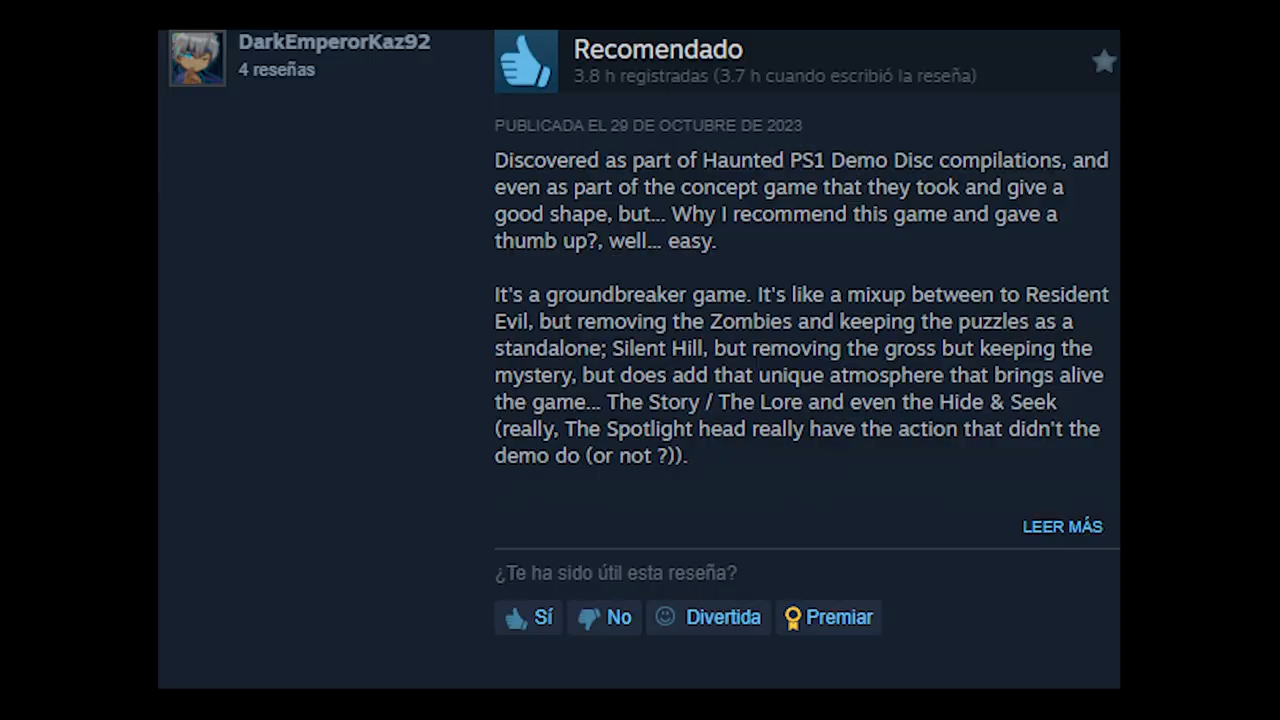 DarkEmperorKaz92
4 reseñas
Recomendado
3.8 h registradas (3.7 h cuando escribió la reseña)
PUBLICADA EL 29 DE OCTUBRE DE 2023
Discovered as part of Haunted PS1 Demo Disc compilations, and
even as part of the concept game that they took and give a
good shape, but... Why I recommend this game and gave a
thumb up?, well... easy.
It's a groundbreaker game. It's like a mixup between to Resident
Evil, but removing the Zombies and keeping the puzzles as a
standalone; Silent Hill, but removing the gross but keeping the
mystery, but does add that unique atmosphere that brings alive
the game... The Story / The Lore and even the Hide & Seek
(really, The Spotlight head really have the action that didn't the
demo do (or not ?)).
LEER MÁS
¿Te ha sido útil esta reseña?
Sí
No
Divertida
Premiar